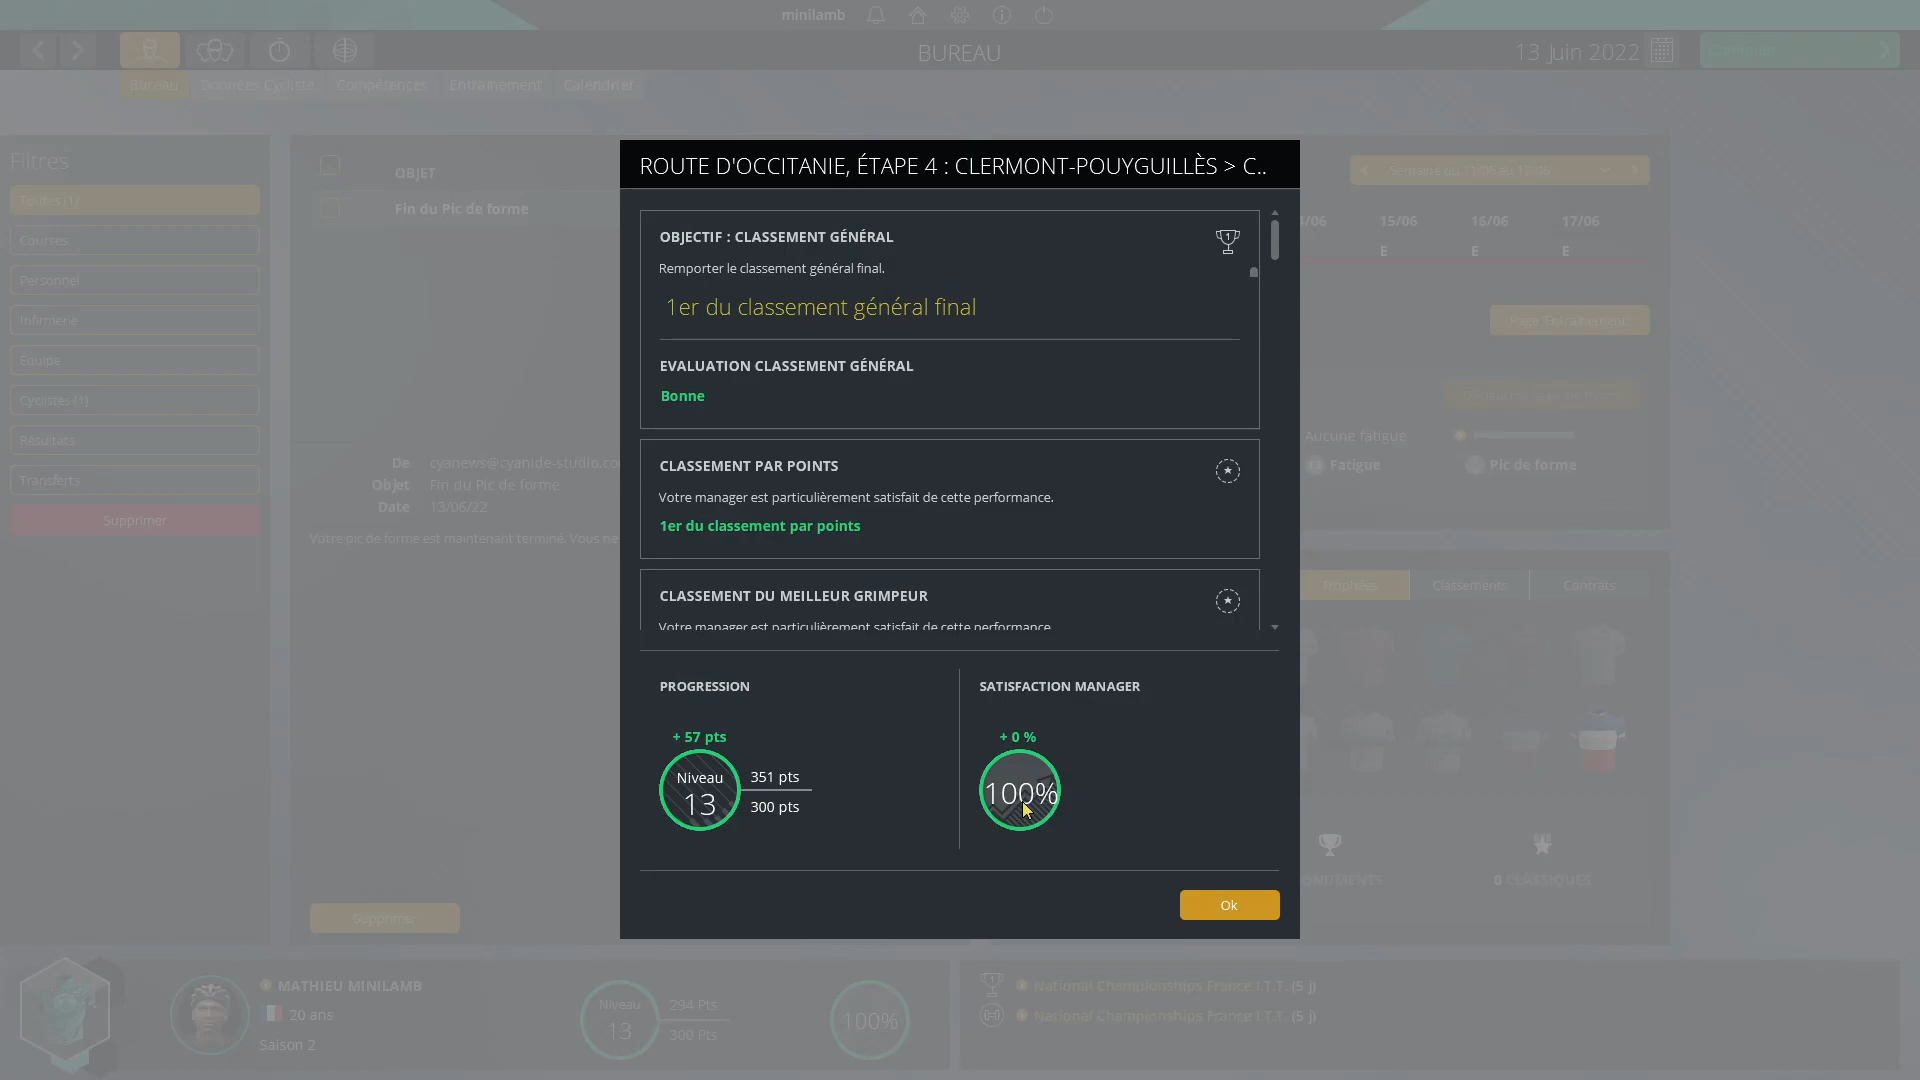 minilamb
BUREAU
13 Juin 2022
Bureau
Données Cycliste
Compétences
Entraînement
Calendrier
Filtres
Toutes (1)
Courses
Personnel
Infirmerie
Équipe
Cyclistes (1)
Résultats
Transferts
Supprimer
OBJET
Fin du Pic de forme
De cyanews@cyanide-studio.co
Objet Fin du Pic de forme
Date 13/06/22
Votre pic de forme est maintenant terminé. Vous ne
Supprimer
ROUTE D'OCCITANIE, ÉTAPE 4 : CLERMONT-POUYGUILLÈS > C..
OBJECTIF : CLASSEMENT GÉNÉRAL
Remporter le classement général final.
1er du classement général final
EVALUATION CLASSEMENT GÉNÉRAL
Bonne
CLASSEMENT PAR POINTS
Votre manager est particulièrement satisfait de cette performance.
1er du classement par points
CLASSEMENT DU MEILLEUR GRIMPEUR
Votre manager est particulièrement satisfait de cette performance.
PROGRESSION
+ 57 pts
Niveau
13
351 pts
300 pts
SATISFACTION MANAGER
+ 0 %
100%
Ok
/06 15/06 16/06 17/06
E E E
Page "Entraînement"
Aucune fatigue
Fatigue
Pic de forme
Trophées
Classements
Contrats
ONUMENTS
0 CLASSIQUES
MATHIEU MINILAMB
20 ans
Saison 2
Niveau
13
294 Pts
300 Pts
100%
National Championships France I.T.T. (5 j)
National Championships France I.T.T. (5 j)